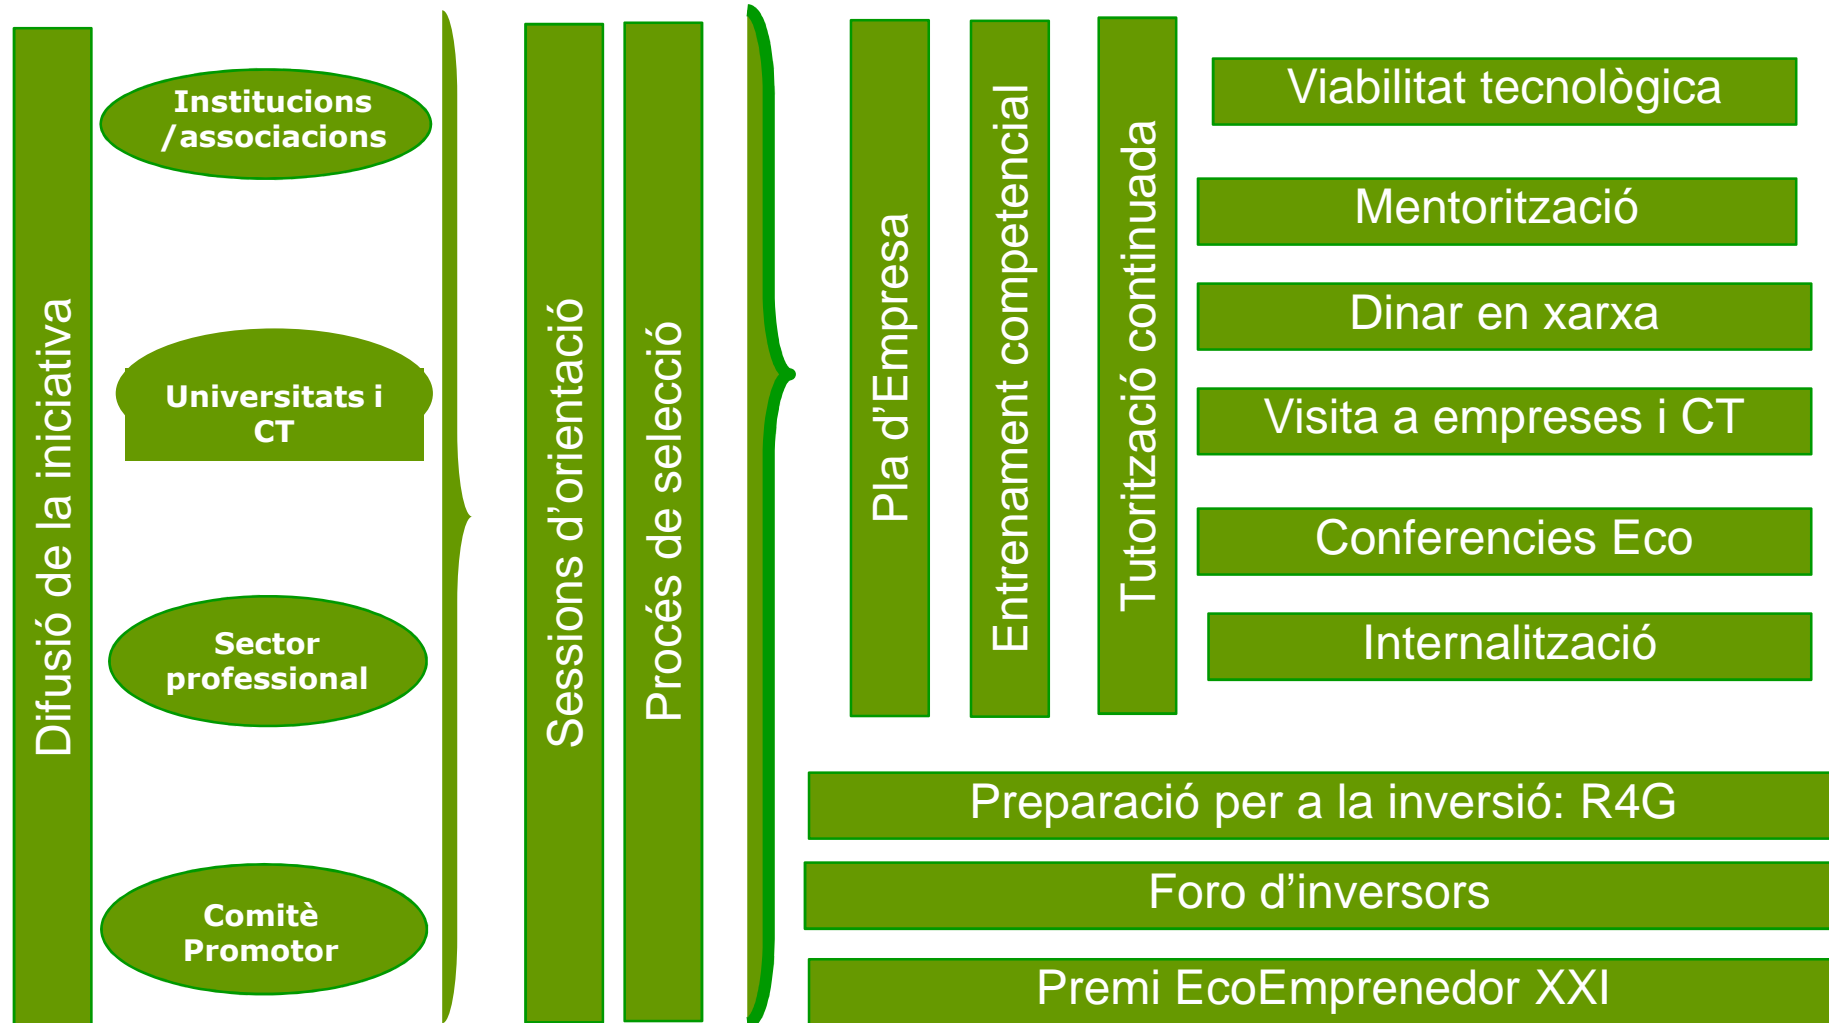 Difusió de la iniciativa
Institucions
/associacions
Universitats i
CT
Sector
professional
Comitè
Promotor
Sessions d’orientació
Procés de selecció
Pla d’Empresa
Entrenament competencial
Tutorització continuada
Viabilitat tecnològica
Mentorització
Dinar en xarxa
Visita a empreses i CT
Conferencies Eco
Internalització
Preparació per a la inversió: R4G
Foro d’inversors
Premi EcoEmprenedor XXI